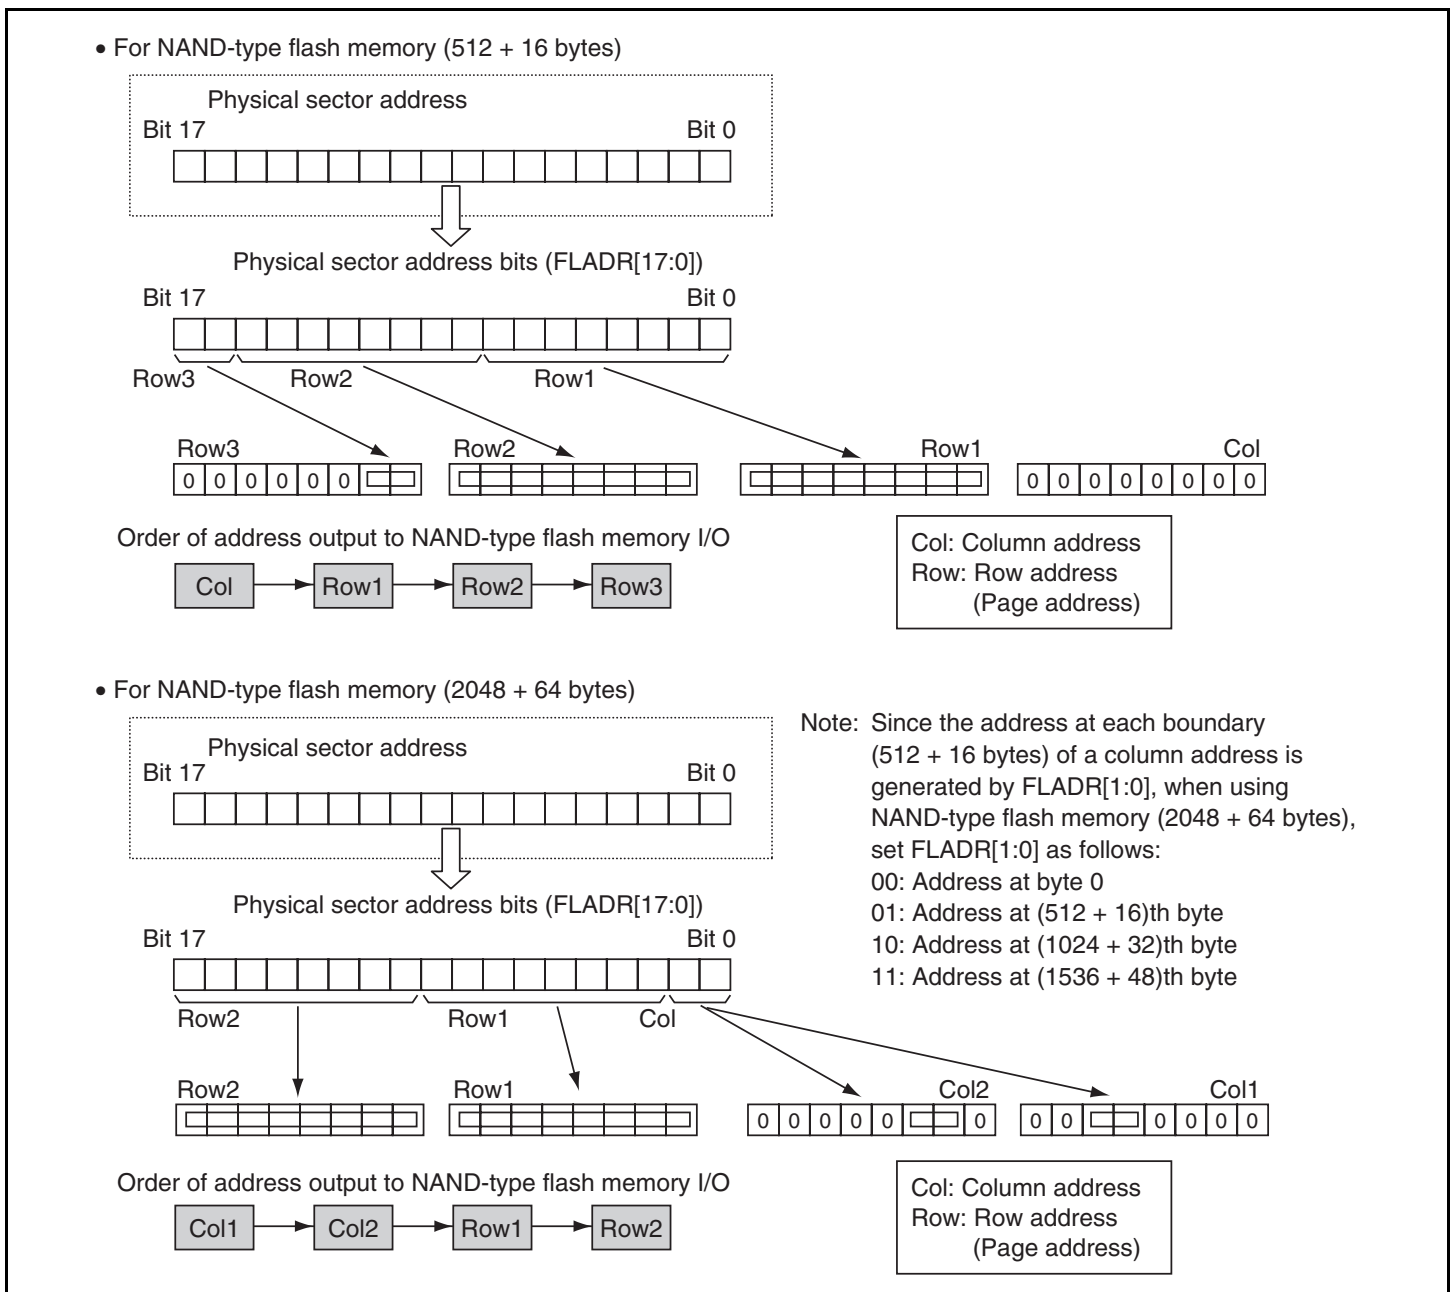 • For NAND-type flash memory (512 + 16 bytes)
Physical sector address
Bit 17 Bit 0
Physical sector address bits (FLADR[17:0])
Bit 17 Bit 0
Row3 Row2 Row1
Row3 Row2 Row1 Col
0 0 0 0 0 0 0 0 0 0 0 0 0 0
Order of address output to NAND-type flash memory I/O
Col Row1 Row2 Row3
Col: Column address
Row: Row address
(Page address)
• For NAND-type flash memory (2048 + 64 bytes)
Physical sector address
Bit 17 Bit 0
Physical sector address bits (FLADR[17:0])
Bit 17 Bit 0
Note: Since the address at each boundary
(512 + 16 bytes) of a column address is
generated by FLADR[1:0], when using
NAND-type flash memory (2048 + 64 bytes),
set FLADR[1:0] as follows:
00: Address at byte 0
01: Address at (512 + 16)th byte
10: Address at (1024 + 32)th byte
11: Address at (1536 + 48)th byte
Row2 Row1 Col
Row2 Row1 Col2 Col1
0 0 0 0 0 0 0 0 0 0 0 0
Order of address output to NAND-type flash memory I/O
Col1 Col2 Row1 Row2
Col: Column address
Row: Row address
(Page address)